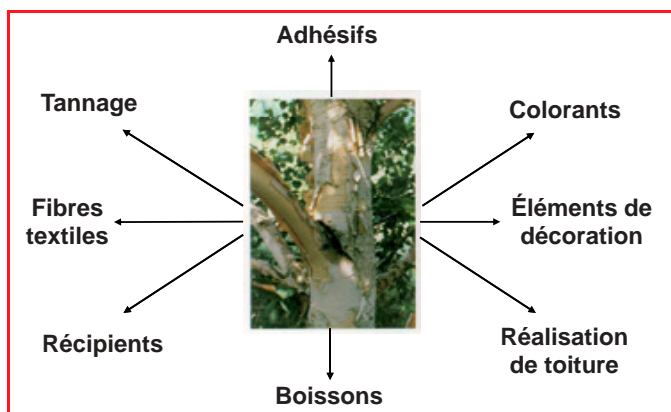 Adhésifs
Tannage
Colorants
Fibres
textiles
Éléments de
décoration
Récipients
Réalisation
de toiture
Boissons